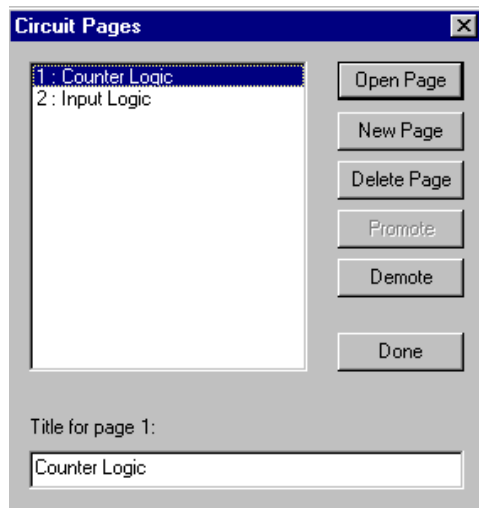 Circuit Pages
1 : Counter Logic
2 : Input Logic
Open Page
New Page
Delete Page
Promote
Demote
Done
Title for page 1:
Counter Logic